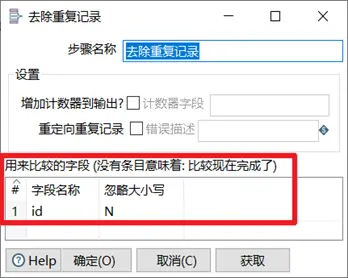 去除重复记录
步骤名称 去除重复记录
设置
增加计数器到输出? 计数器字段
重定向重复记录 错误描述
用来比较的字段 (没有条目意味着: 比较现在完成了)
# 字段名称 忽略大小写
1 id N
Help 确定(O) 取消(C) 获取